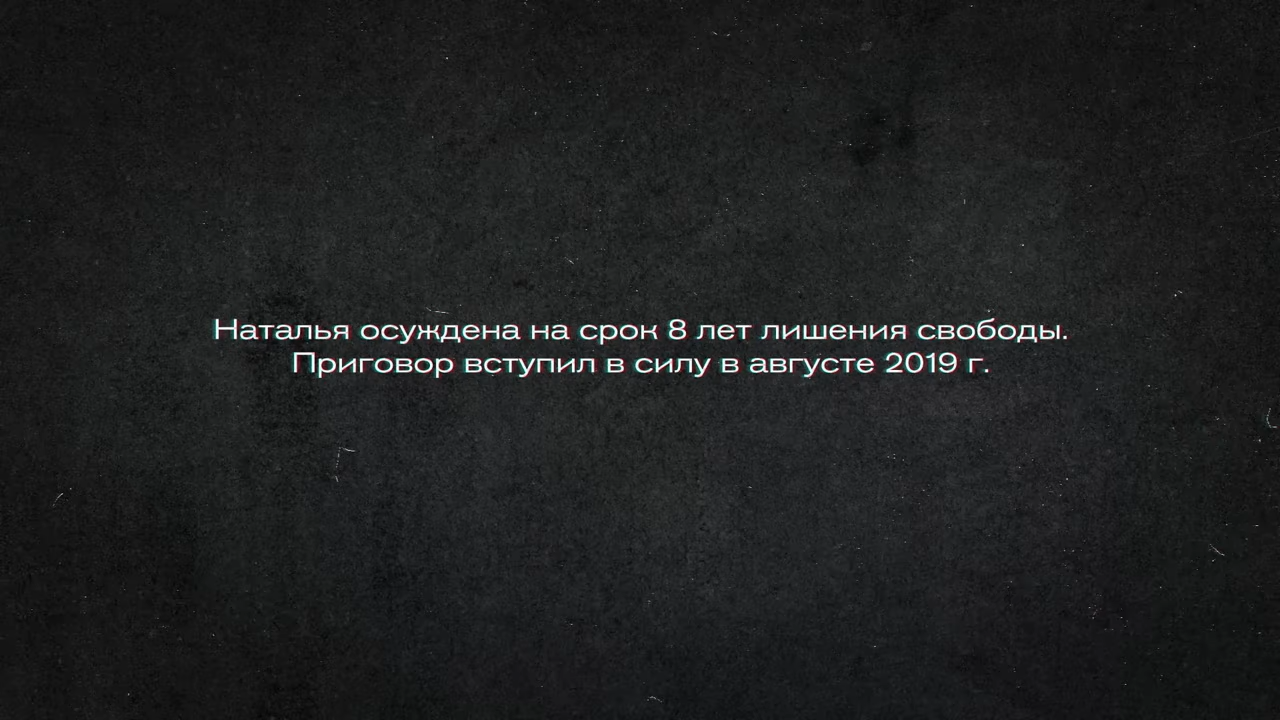 Наталья осуждена на срок 8 лет лишения свободы.
Приговор вступил в силу в августе 2019 г.